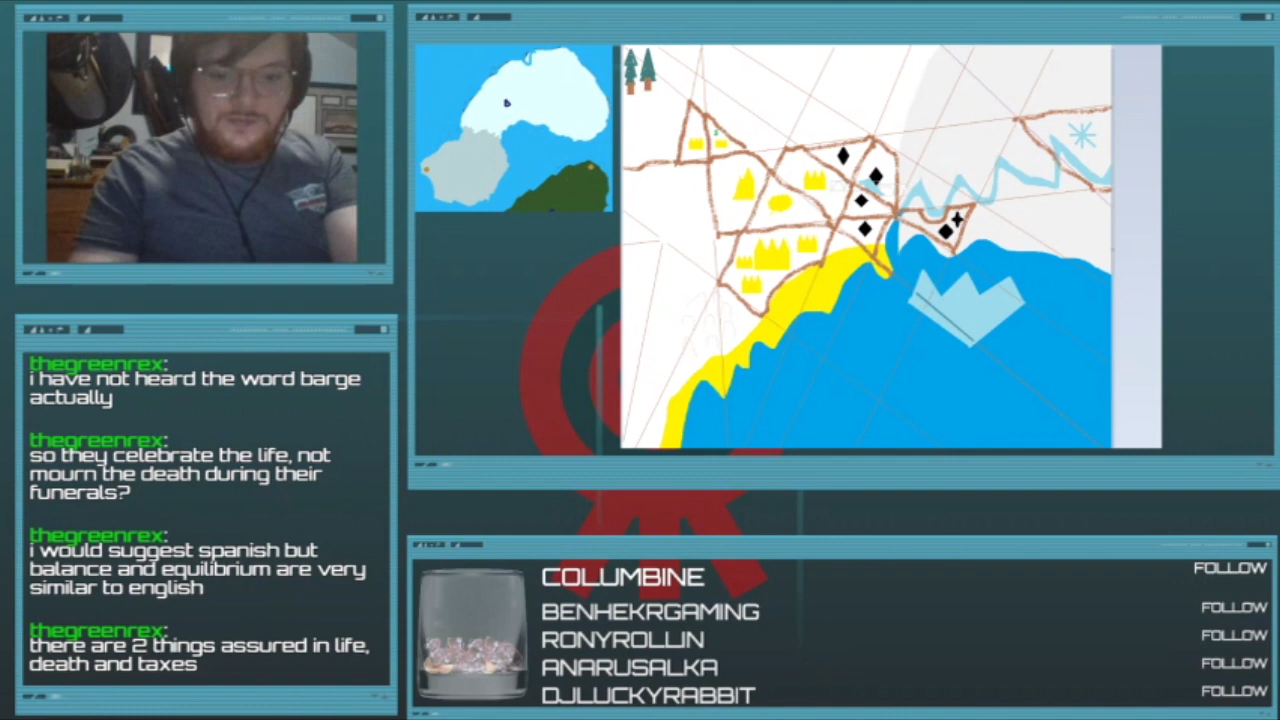 thegreenrex:
i have not heard the word barge
actually
thegreenrex:
so they celebrate the life, not
mourn the death during their
funerals?
thegreenrex:
i would suggest spanish but
balance and equilibrium are very
similar to english
thegreenrex:
there are 2 things assured in life,
death and taxes
COLUMBINE FOLLOW
BENHEKRGAMING FOLLOW
RONYROLLIN FOLLOW
ANARUSALKA FOLLOW
DJLUCKYRABBIT FOLLOW